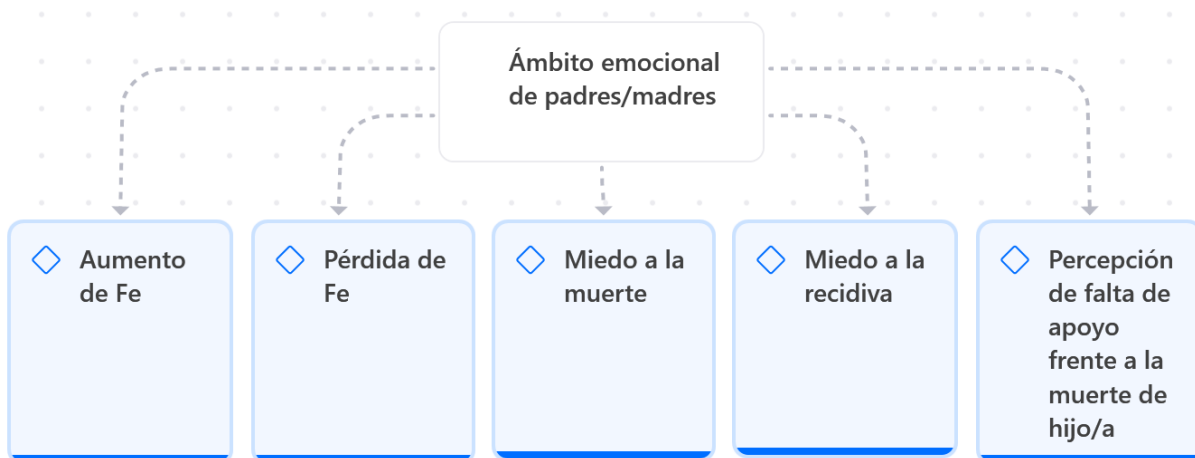 Ámbito emocional
de padres/madres
Aumento
de Fe
Pérdida de
Fe
Miedo a la
muerte
Miedo a la
recidiva
Percepción
de falta de
apoyo
frente a la
muerte de
hijo/a